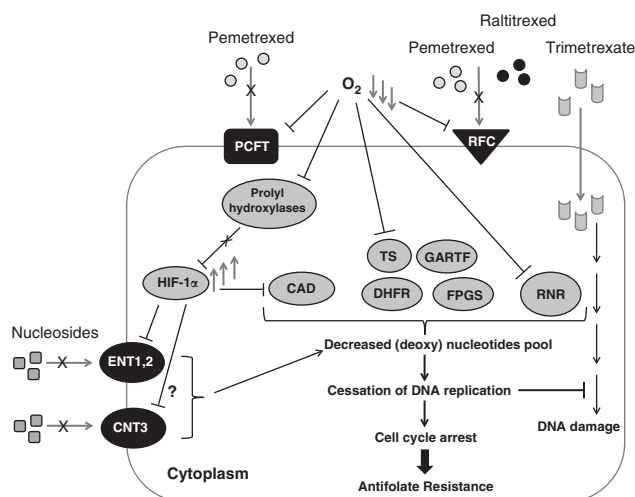 Raltitrexed
Pemetrexed
Pemetrexed
Trimetrexate
O2
X
X
PCFT
RFC
Prolyl
hydroxylases
x
HIF-1α
CAD
TS
GARTF
DHFR
FPGS
RNR
Nucleosides
X
ENT1,2
?
Decreased (deoxy) nucleotides pool
Cessation of DNA replication
X
CNT3
DNA damage
Cell cycle arrest
Cytoplasm
Antifolate Resistance